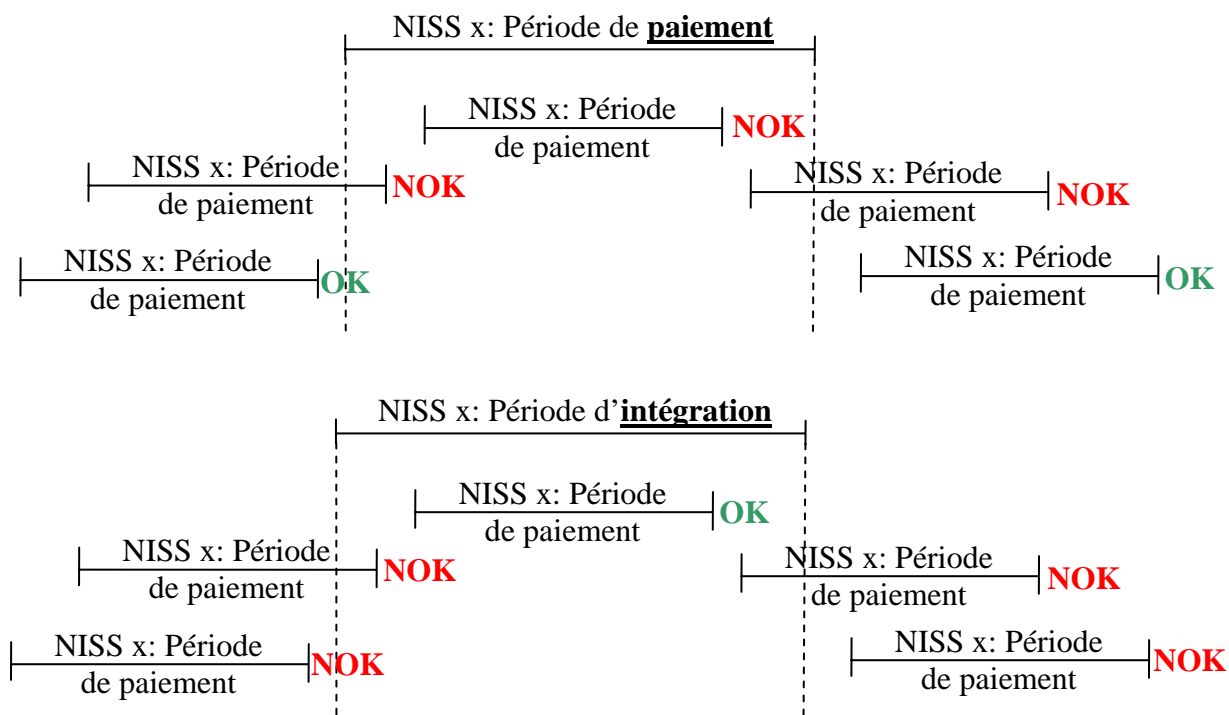 NISS x: Période de paiement
NISS x: Période
de paiement
NOK
NISS x: Période
de paiement
NOK
NISS x: Période
de paiement
NOK
NISS x: Période
de paiement
OK
NISS x: Période
de paiement
OK
NISS x: Période d’intégration
NISS x: Période
de paiement
OK
NISS x: Période
de paiement
NOK
NISS x: Période
de paiement
NOK
NISS x: Période
de paiement
NOK
NISS x: Période
de paiement
NOK